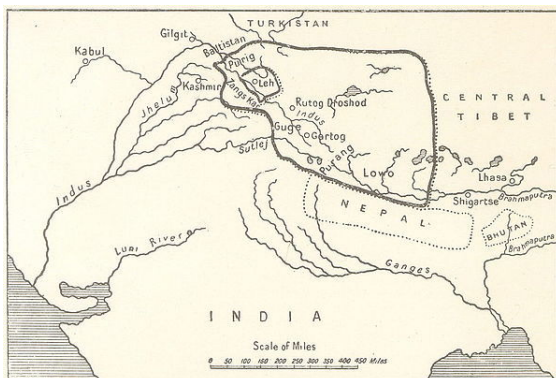 TURKISTAN
Gilgit
Baltistan
Kabul
Purig
Leh
Kashmir
Zangs Kar
Jhelum
Rutog Droshod
CENTRAL
TIBET
Indus
Guge
Gartog
Sutlej
Purang
Lowo
Lhasa
Indus
Shigartse
Brahmaputra
NEPAL
BHUTAN
Brahmaputra
Luni River
Ganges
INDIA
Scale of Miles
0 50 100 150 200 250 300 350 400 450 Miles